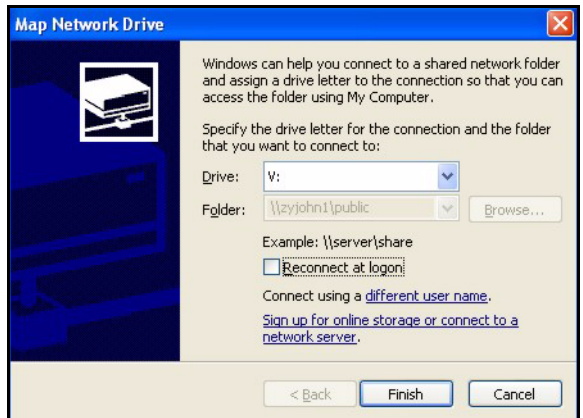 Map Network Drive
Windows can help you connect to a shared network folder
and assign a drive letter to the connection so that you can
access the folder using My Computer.
Specify the drive letter for the connection and the folder
that you want to connect to:
Drive: V:
Folder: \\zyjohn1\public Browse...
Example: \\server\share
Reconnect at logon
Connect using a different user name.
Sign up for online storage or connect to a
network server.
< Back Finish Cancel